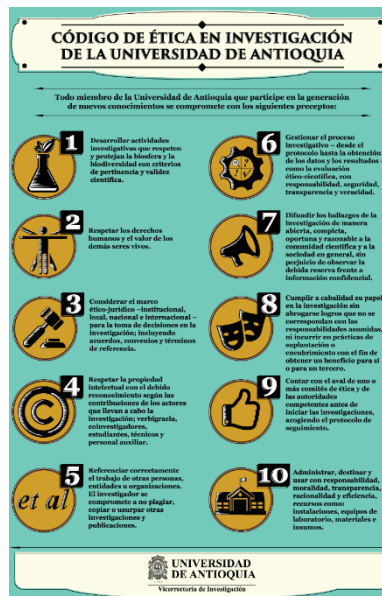 CÓDIGO DE ÉTICA EN INVESTIGACIÓN
DE LA UNIVERSIDAD DE ANTIOQUIA
Todo miembro de la Universidad de Antioquia que participe en la generación
de nuevos conocimientos se compromete con los siguientes preceptos:
1
Desarrollar actividades
investigativas que respeten
y protejan la biosfera y la
biodiversidad con criterios
de pertinencia y validez
científica.
2
Respetar los derechos
humanos y el valor de los
demás seres vivos.
3
Considerar el marco
ético-jurídico –institucional,
local, nacional e internacional –
para la toma de decisiones en la
investigación; incluyendo
acuerdos, convenios y términos
de referencia.
4
Respetar la propiedad
intelectual con el debido
reconocimiento según las
contribuciones de los actores
que llevan a cabo la
investigación; verbigracia,
coinvestigadores,
estudiantes, técnicos y
personal auxiliar.
5
et al
Referenciar correctamente
el trabajo de otras personas,
entidades u organizaciones.
El investigador se
compromete a no plagiar,
copiar o usurpar otras
investigaciones y
publicaciones.
6
Gestionar el proceso
investigativo – desde el
protocolo hasta la obtención
de los datos y los resultados –
como la evaluación
ético-científica, con
responsabilidad, seguridad,
transparencia y veracidad.
7
Difundir los hallazgos de la
investigación de manera
abierta, completa,
oportuna y razonable a la
comunidad científica y a la
sociedad en general, sin
perjuicio de observar la
debida reserva frente a
información confidencial.
8
Cumplir a cabalidad su papel
en la investigación sin
abrogarse logros que no se
correspondan con las
responsabilidades asumidas,
ni incurrir en prácticas de
suplantación o
encubrimiento con el fin de
obtener un beneficio para sí
o para un tercero.
9
Contar con el aval de uno o
más comités de ética y de
las autoridades
competentes antes de
iniciar las investigaciones,
acogiendo el protocolo de
seguimiento.
10
Administrar, destinar y
usar con responsabilidad,
moralidad, transparencia,
racionalidad y eficiencia,
recursos como:
instalaciones, equipos de
laboratorio, materiales e
insumos.
UNIVERSIDAD
DE ANTIOQUIA
Vicerrectoría de Investigación